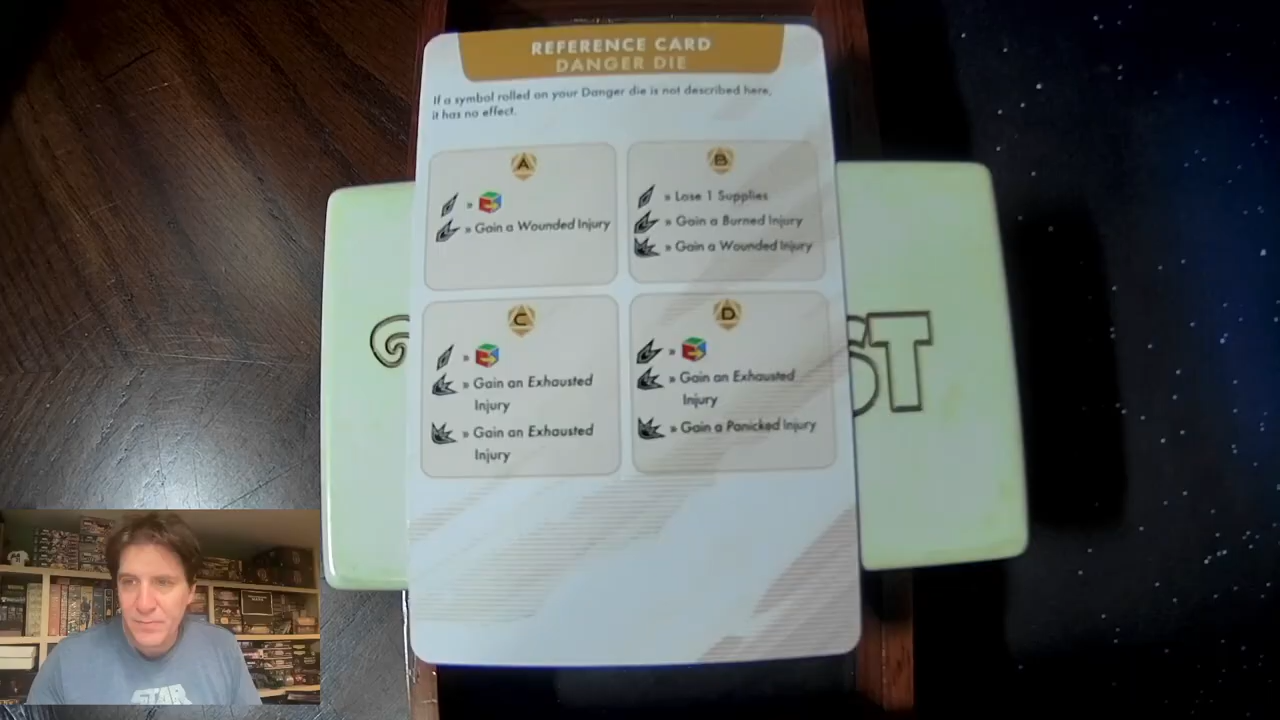 REFERENCE CARD
DANGER DIE
If a symbol rolled on your Danger die is not described here,
it has no effect.
A
»
» Gain a Wounded Injury
B
» Lose 1 Supplies
» Gain a Burned Injury
» Gain a Wounded Injury
C
»
» Gain an Exhausted
Injury
» Gain an Exhausted
Injury
D
»
» Gain an Exhausted
Injury
» Gain a Panicked Injury
G
ST
STAR